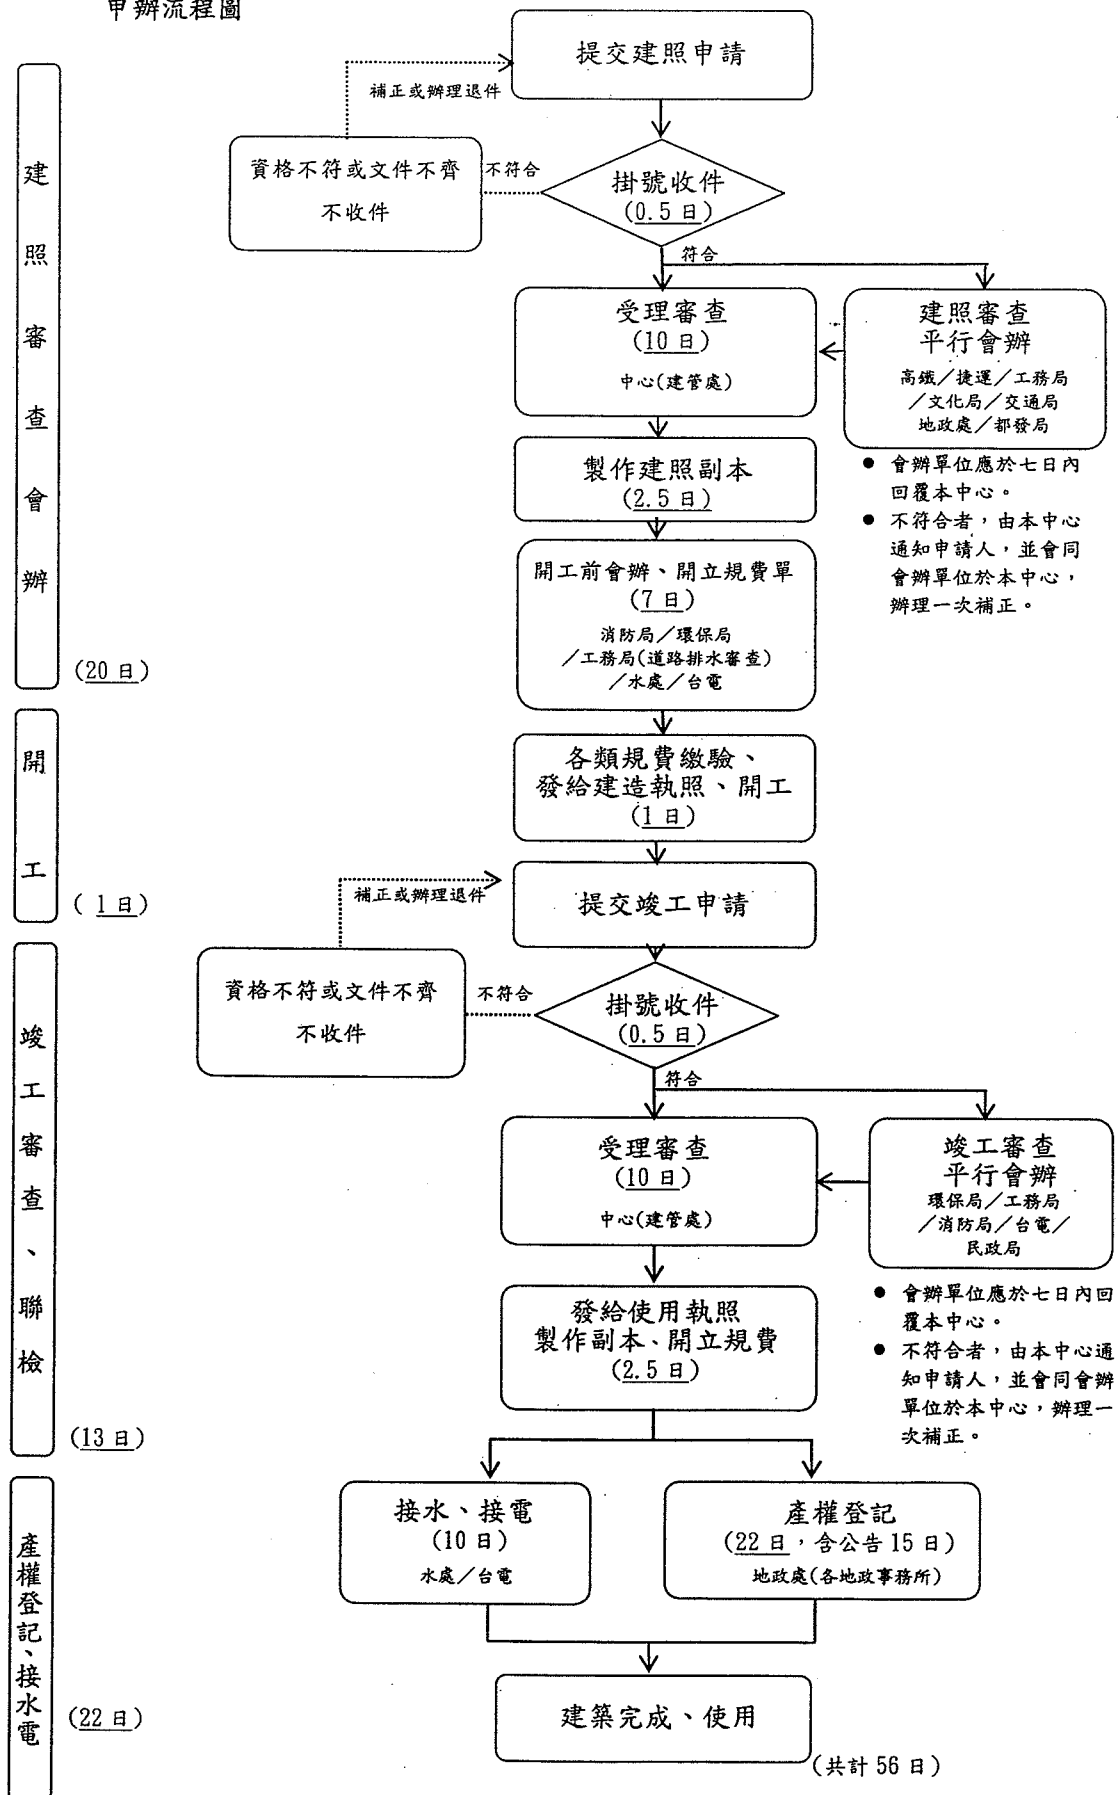 申辦流程圖
提交建照申請
補正或辦理退件
資格不符或文件不齊
不收件
不符合
掛號收件
(0.5 日)
符合
受理審查
(10 日)
中心(建管處)
建照審查
平行會辦
高鐵/捷運/工務局
/文化局/交通局
地政處/都發局
● 會辦單位應於七日內
回覆本中心。
● 不符合者,由本中心
通知申請人,並會同
會辦單位於本中心,
辦理一次補正。
製作建照副本
(2.5 日)
開工前會辦、開立規費單
(7 日)
消防局/環保局
/工務局(道路排水審查)
/水處/台電
建照審查會辦
(20 日)
各類規費繳驗、
發給建造執照、開工
(1 日)
開工
(1 日)
提交竣工申請
補正或辦理退件
資格不符或文件不齊
不收件
不符合
掛號收件
(0.5 日)
符合
受理審查
(10 日)
中心(建管處)
竣工審查
平行會辦
環保局/工務局
/消防局/台電/
民政局
● 會辦單位應於七日內回
覆本中心。
● 不符合者,由本中心通
知申請人,並會同會辦
單位於本中心,辦理一
次補正。
發給使用執照
製作副本、開立規費
(2.5 日)
竣工審查、聯檢
(13 日)
接水、接電
(10 日)
水處/台電
產權登記
(22 日,含公告 15 日)
地政處(各地政事務所)
產權登記、接水電
(22 日)
建築完成、使用
(共計 56 日)